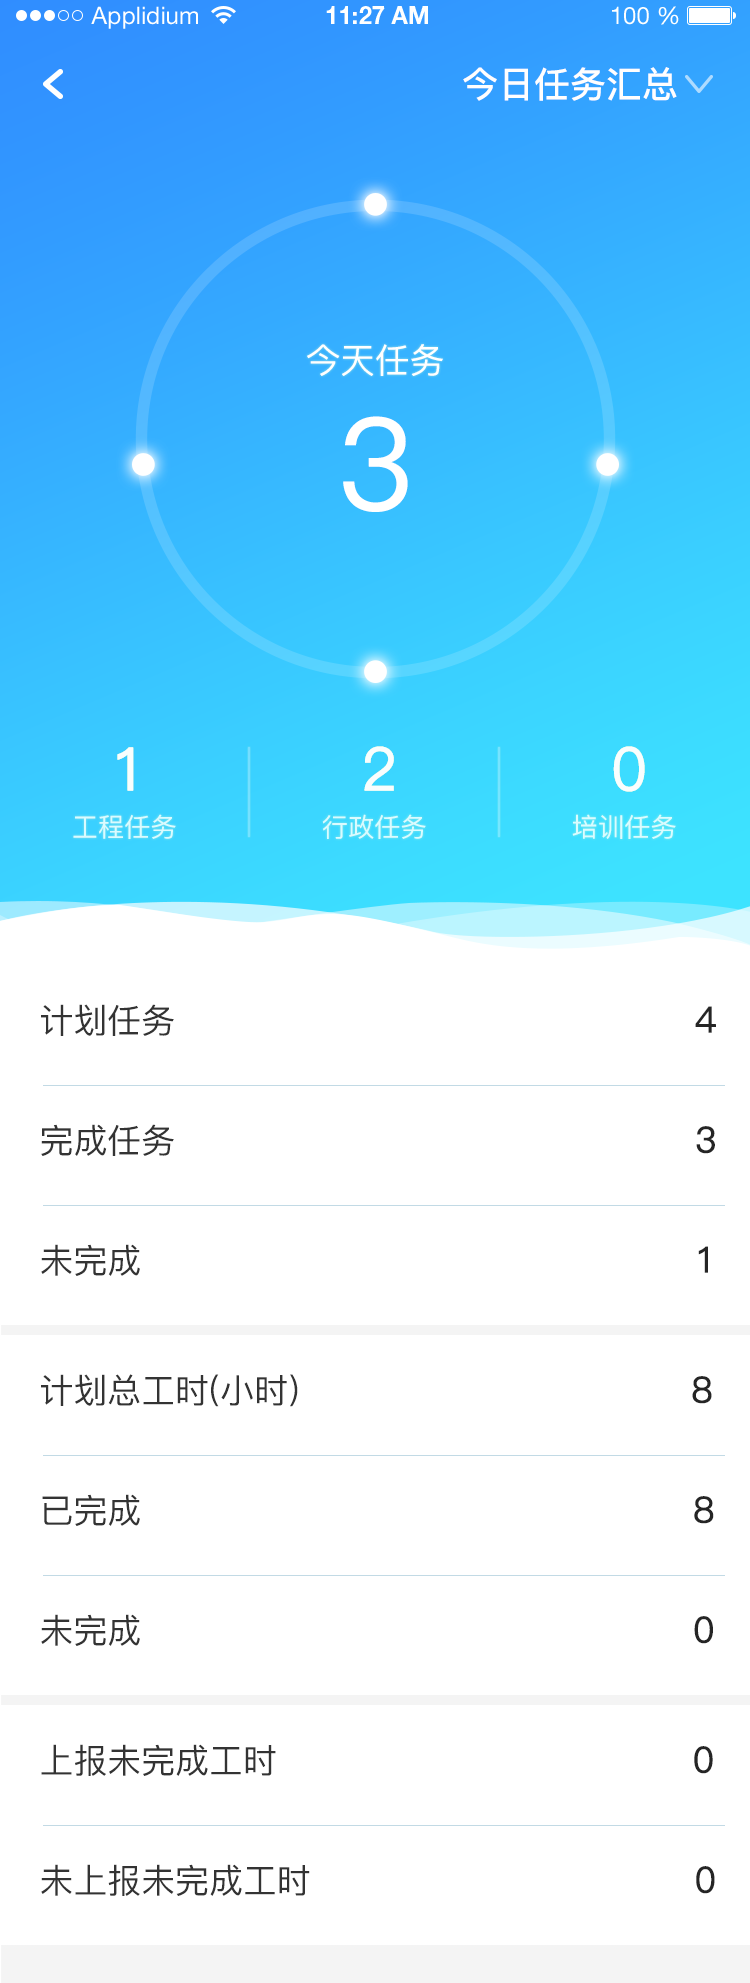 Applidium 11:27 AM 100 %
今日任务汇总
今天任务
3
1 2 0
工程任务 行政任务 培训任务
计划任务 4
完成任务 3
未完成 1
计划总工时(小时) 8
已完成 8
未完成 0
上报未完成工时 0
未上报未完成工时 0